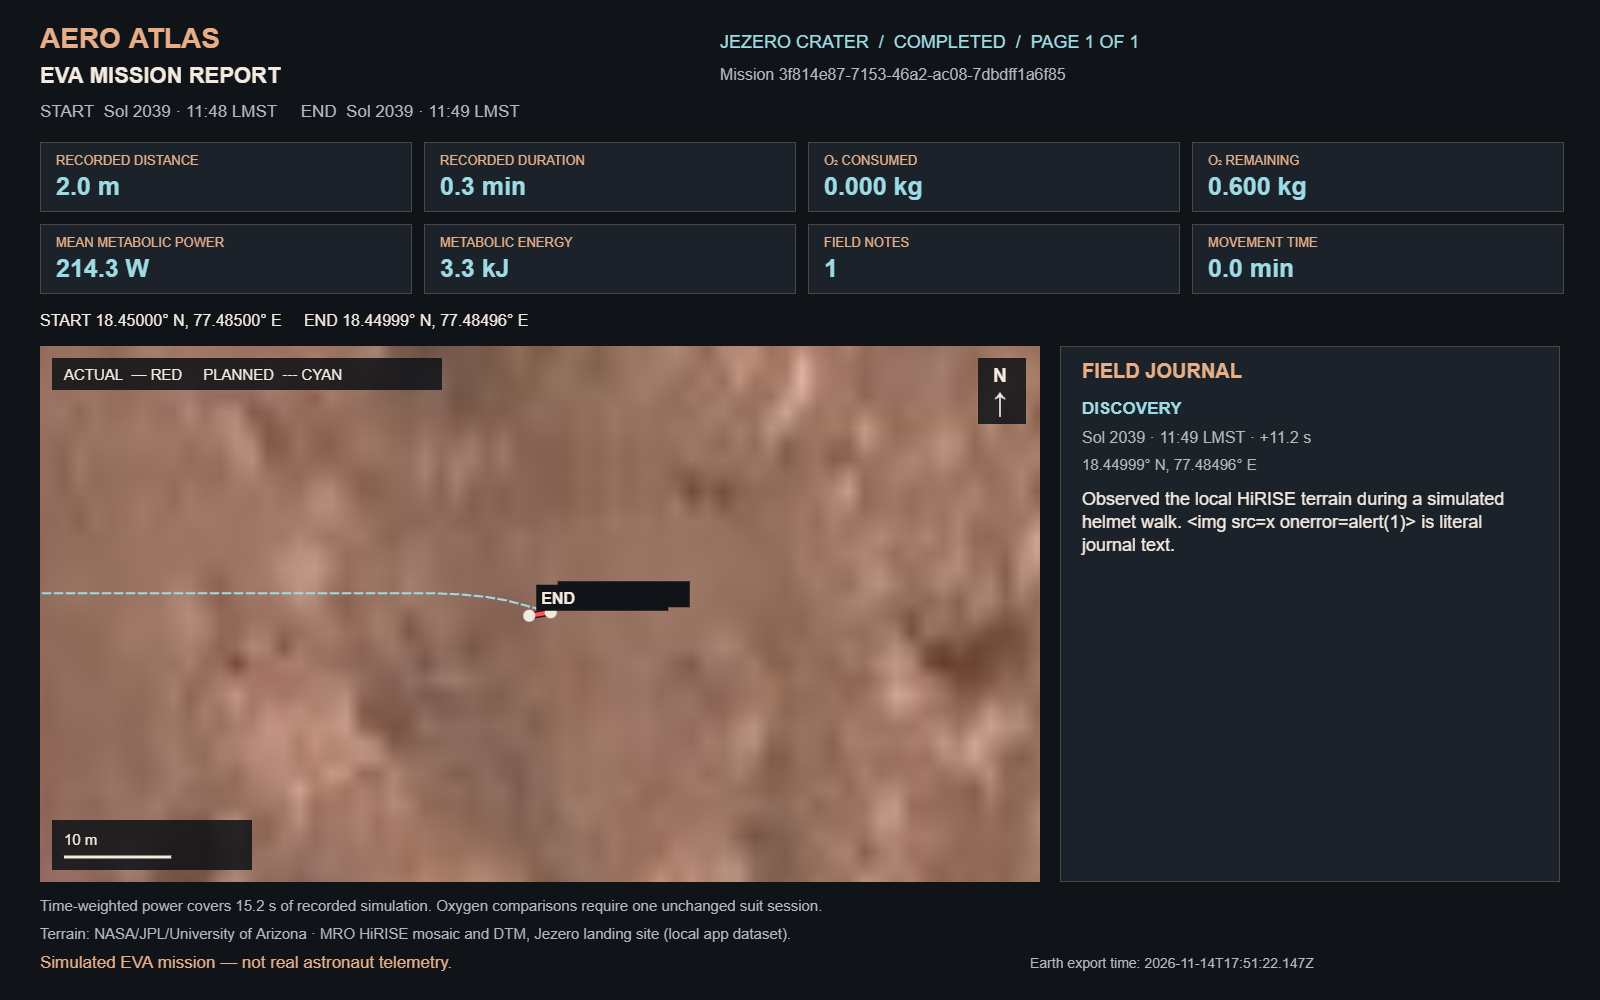 AERO ATLAS
EVA MISSION REPORT
START Sol 2039 · 11:48 LMST END Sol 2039 · 11:49 LMST
JEZERO CRATER / COMPLETED / PAGE 1 OF 1
Mission 3f814e87-7153-46a2-ac08-7dbdff1a6f85
RECORDED DISTANCE
2.0 m
RECORDED DURATION
0.3 min
O₂ CONSUMED
0.000 kg
O₂ REMAINING
0.600 kg
MEAN METABOLIC POWER
214.3 W
METABOLIC ENERGY
3.3 kJ
FIELD NOTES
1
MOVEMENT TIME
0.0 min
START 18.45000° N, 77.48500° E END 18.44999° N, 77.48496° E
ACTUAL — RED PLANNED --- CYAN
N
↑
END
10 m
FIELD JOURNAL
DISCOVERY
Sol 2039 · 11:49 LMST · +11.2 s
18.44999° N, 77.48496° E
Observed the local HiRISE terrain during a simulated
helmet walk. <img src=x onerror=alert(1)> is literal
journal text.
Time-weighted power covers 15.2 s of recorded simulation. Oxygen comparisons require one unchanged suit session.
Terrain: NASA/JPL/University of Arizona · MRO HiRISE mosaic and DTM, Jezero landing site (local app dataset).
Simulated EVA mission — not real astronaut telemetry.
Earth export time: 2026-11-14T17:51:22.147Z